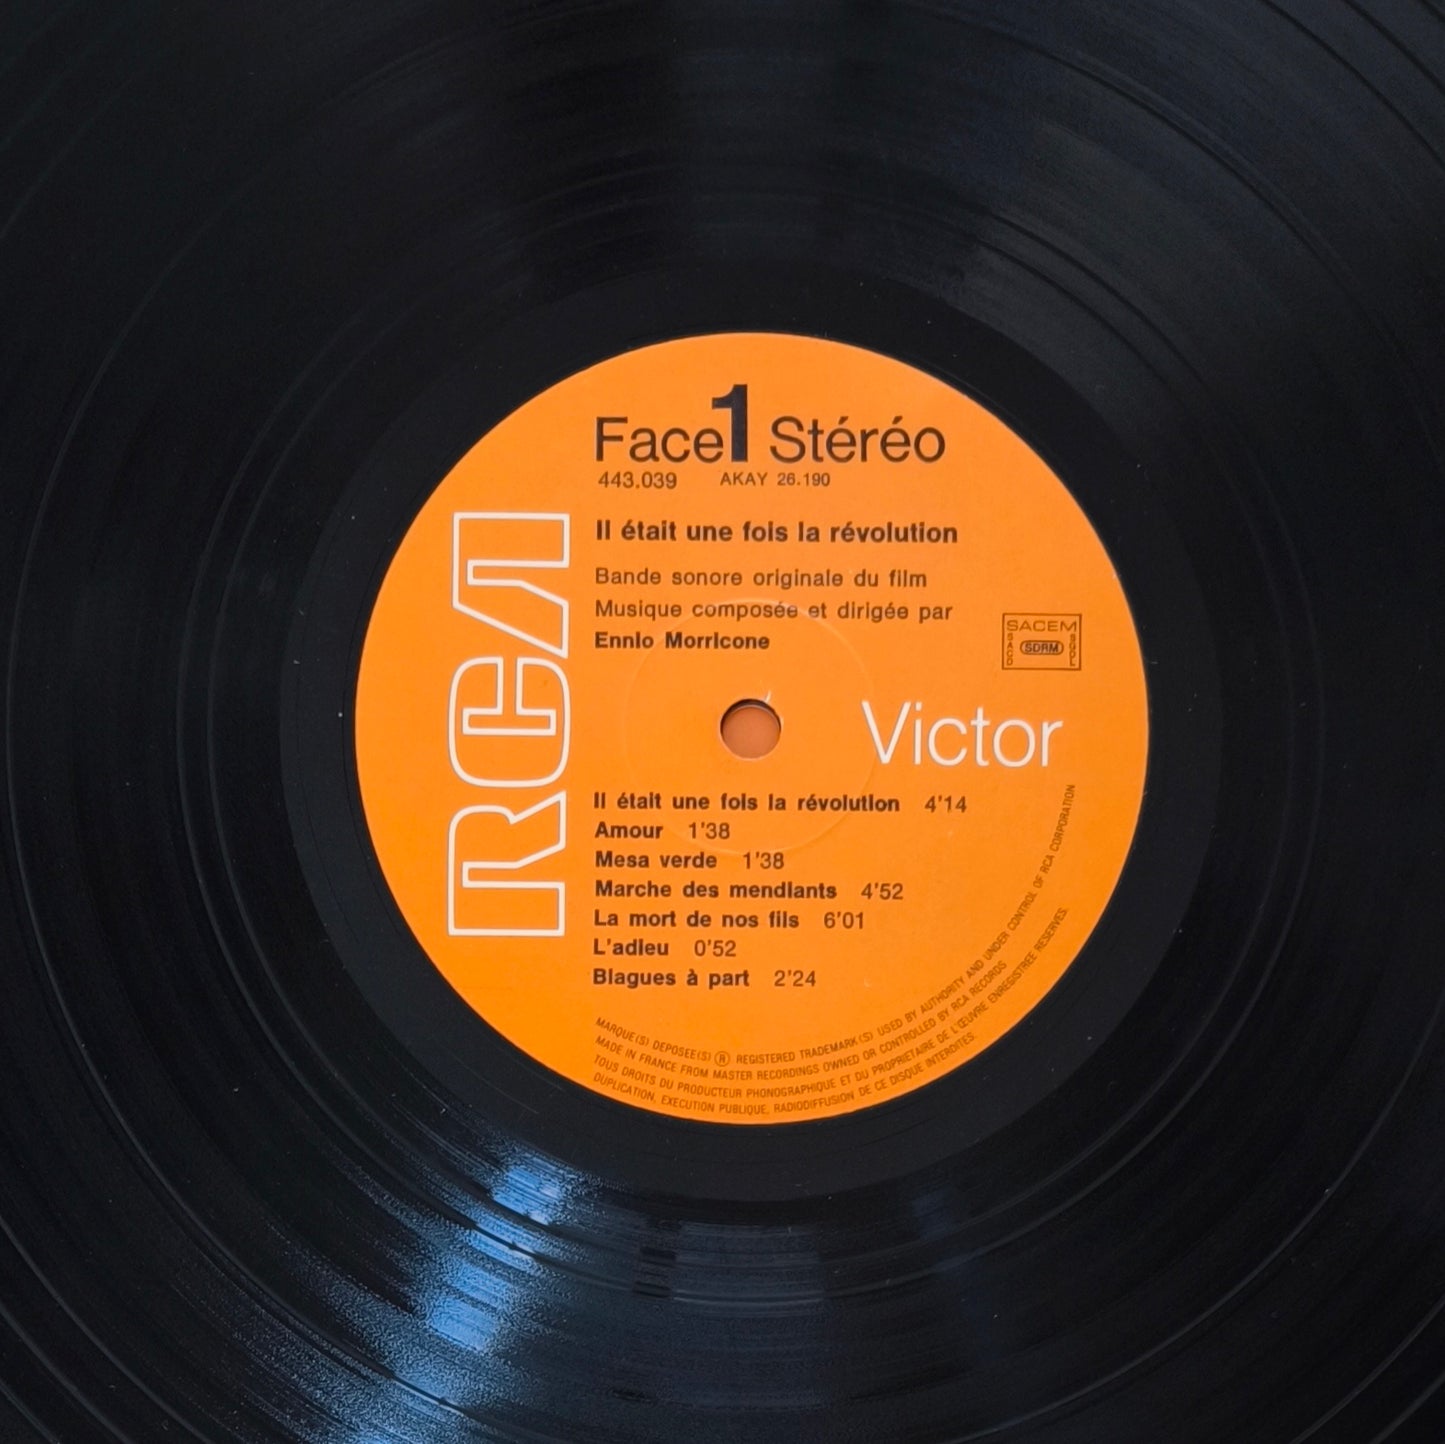 Face 1 Stéréo
443.039 AKAY 26.190
Il était une fois la révolution
Bande sonore originale du film
Musique composée et dirigée par
Ennio Morricone
SACEM
SACD SDRM SGDL
RCA
Victor
Il était une fois la révolution 4'14
Amour 1'38
Mesa verde 1'38
Marche des mendiants 4'52
La mort de nos fils 6'01
L'adieu 0'52
Blagues à part 2'24
MARQUE(S) DEPOSEE(S) ® REGISTERED TRADEMARK(S) USED BY AUTHORITY AND UNDER CONTROL OF RCA CORPORATION
MADE IN FRANCE FROM MASTER RECORDINGS OWNED OR CONTROLLED BY RCA RECORDS
TOUS DROITS DU PRODUCTEUR PHONOGRAPHIQUE ET DU PROPRIETAIRE DE L'ŒUVRE ENREGISTREE RESERVES.
DUPLICATION, EXECUTION PUBLIQUE, RADIODIFFUSION DE CE DISQUE INTERDITES.